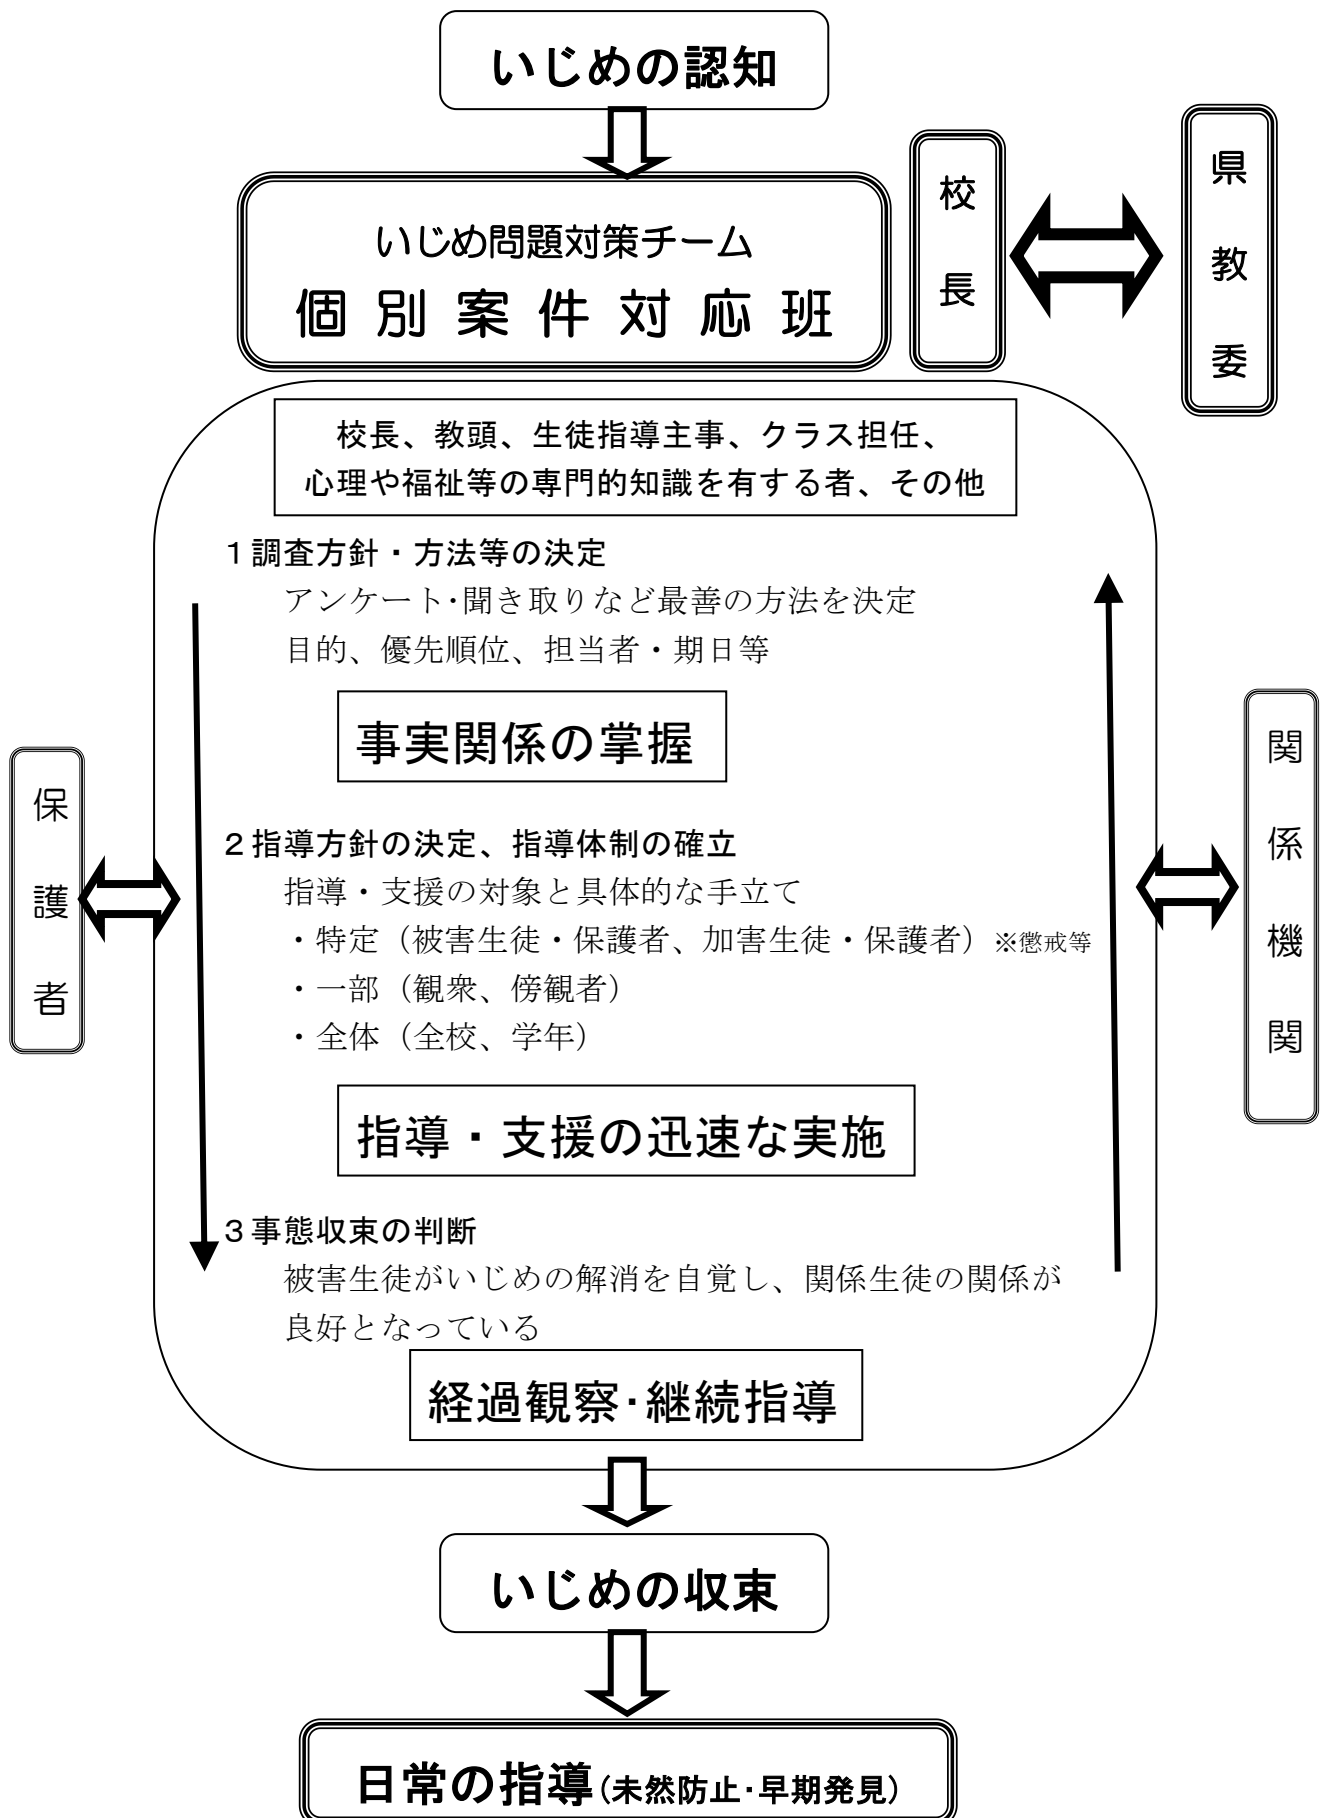 いじめの認知
いじめ問題対策チーム
個別案件対応班
校長
県教委
校長、教頭、生徒指導主事、クラス担任、
心理や福祉等の専門的知識を有する者、その他
1調査方針・方法等の決定
アンケート・聞き取りなど最善の方法を決定
目的、優先順位、担当者・期日等
事実関係の掌握
保護者
関係機関
2指導方針の決定、指導体制の確立
指導・支援の対象と具体的な手立て
・特定（被害生徒・保護者、加害生徒・保護者）※懲戒等
・一部（観衆、傍観者）
・全体（全校、学年）
指導・支援の迅速な実施
3事態収束の判断
被害生徒がいじめの解消を自覚し、関係生徒の関係が
良好となっている
経過観察・継続指導
いじめの収束
日常の指導(未然防止・早期発見)